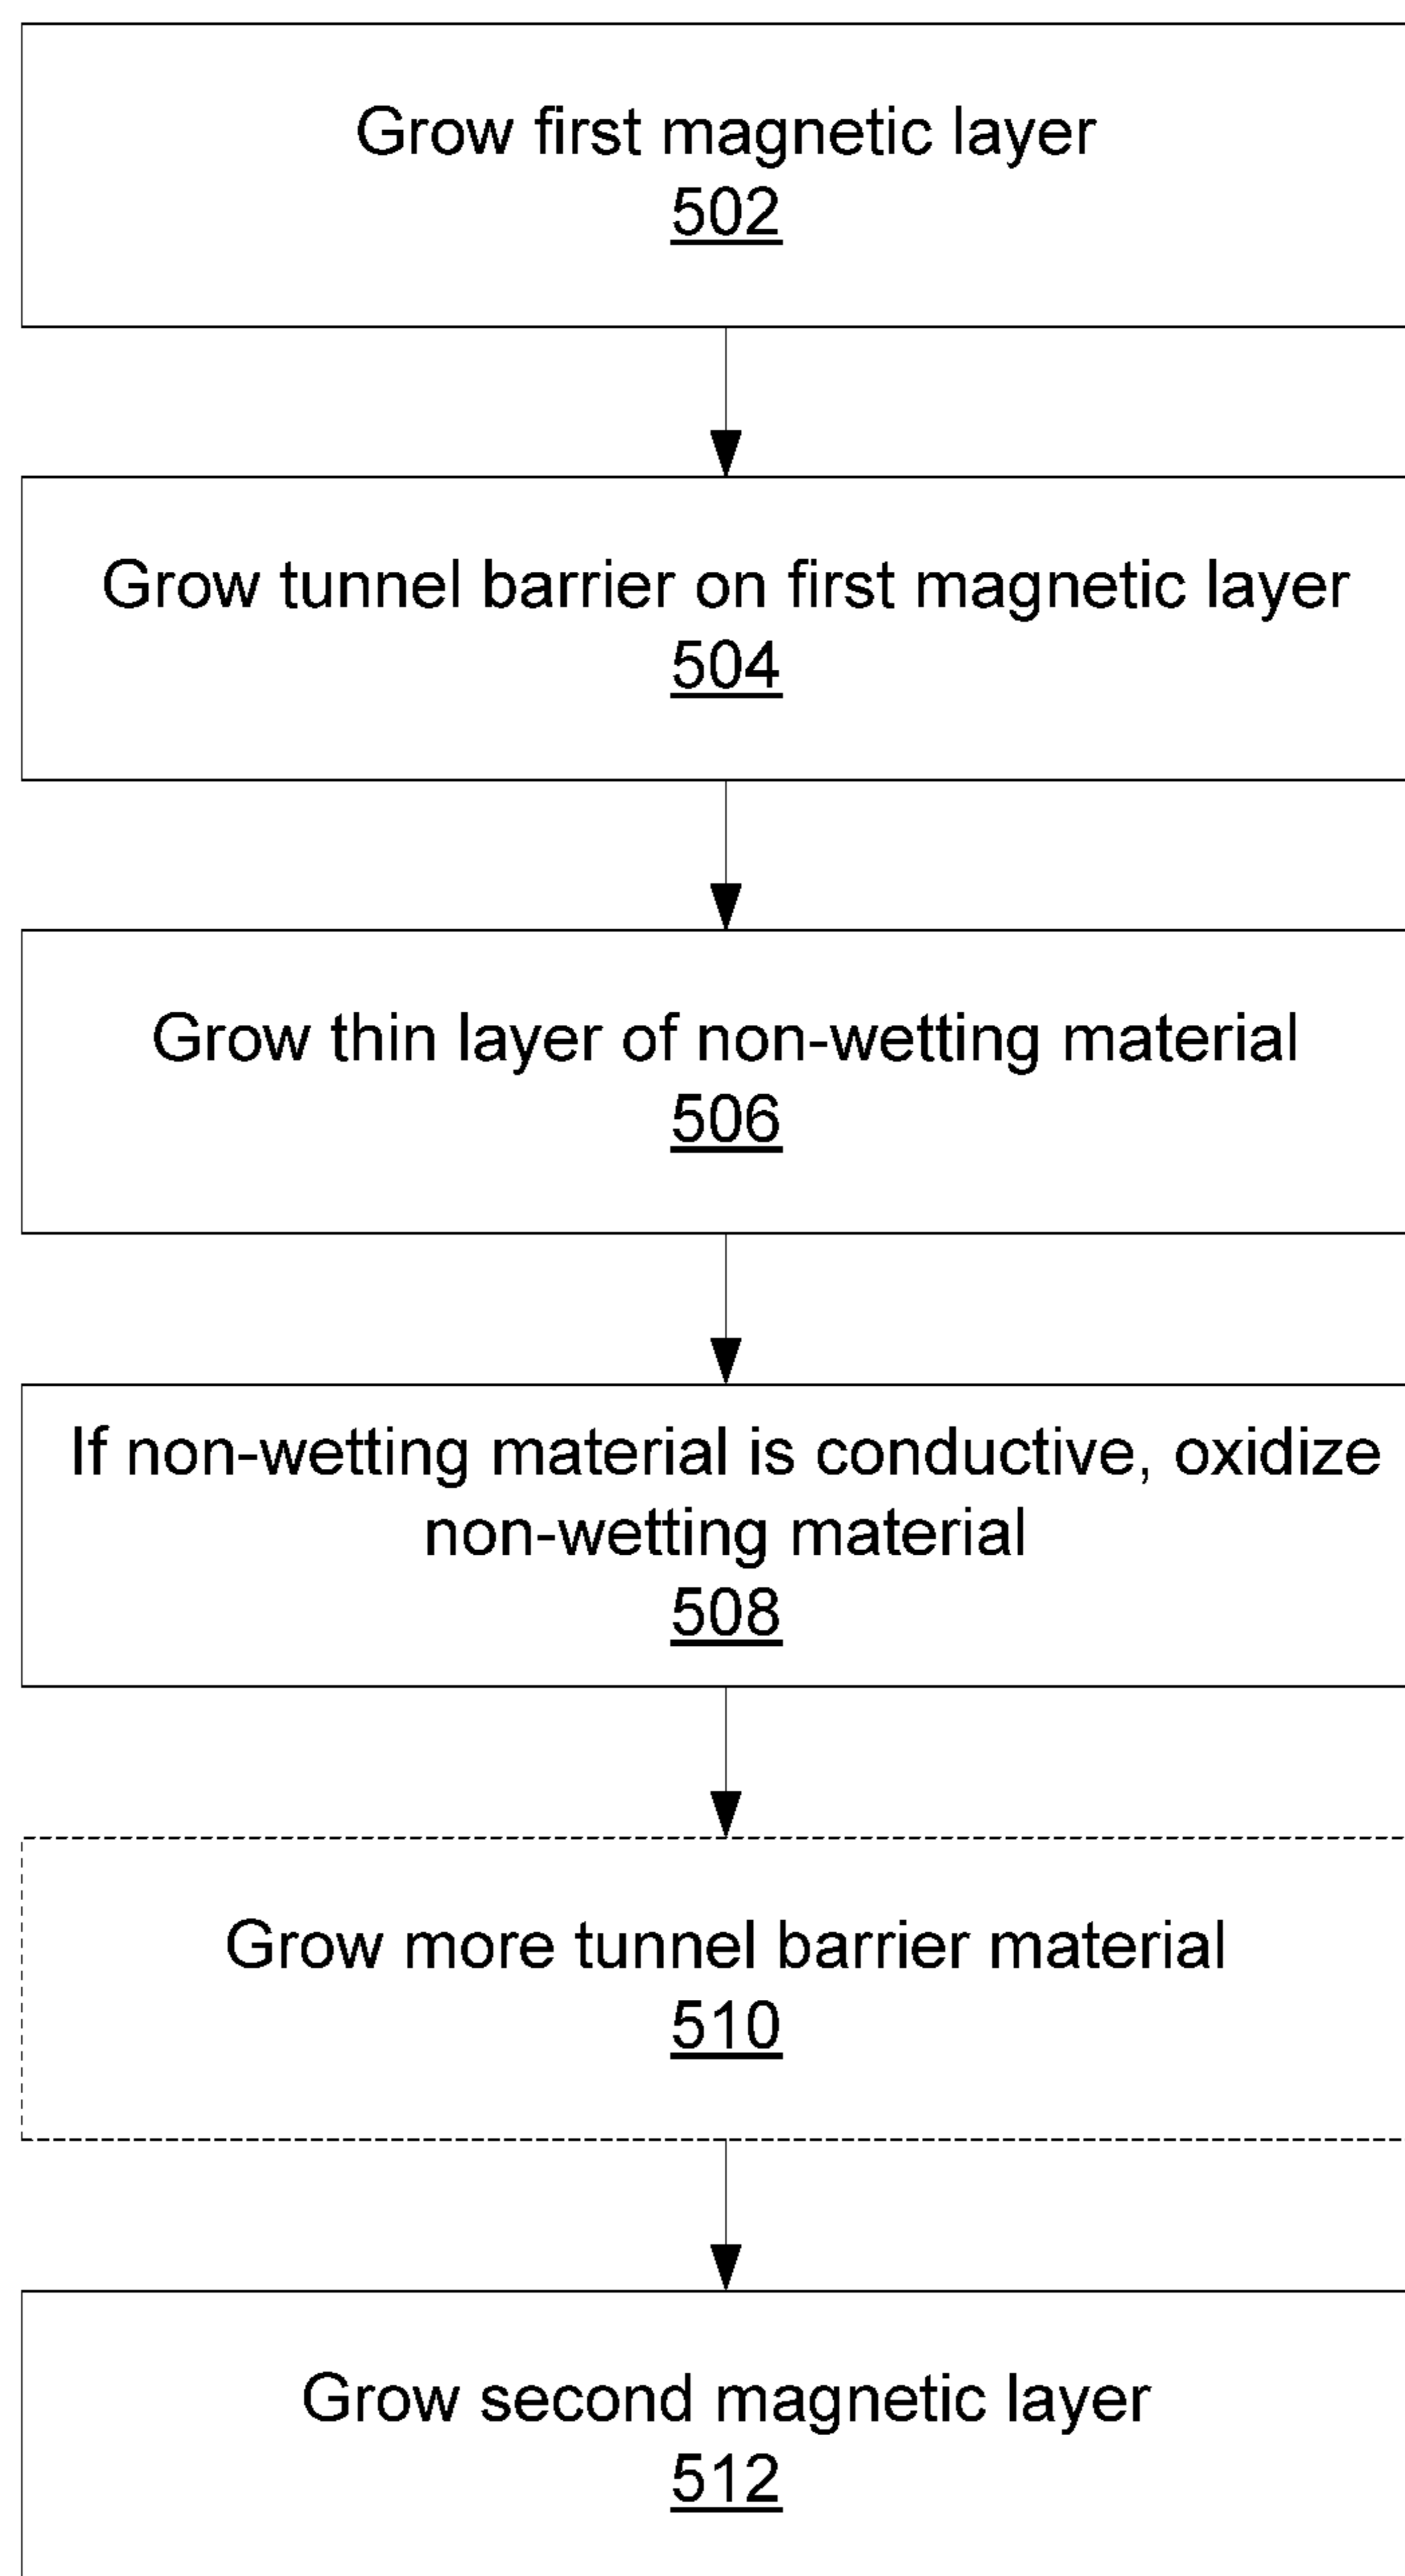 Grow first magnetic layer
502
Grow tunnel barrier on first magnetic layer
504
Grow thin layer of non-wetting material
506
If non-wetting material is conductive, oxidize
non-wetting material
508
Grow more tunnel barrier material
510
Grow second magnetic layer
512